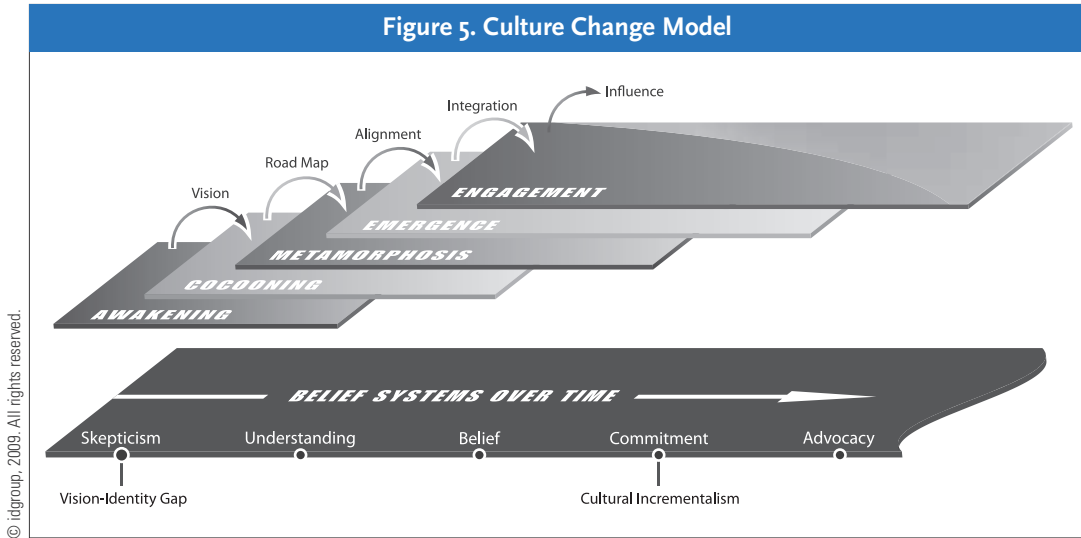 Figure 5. Culture Change Model
Influence
Integration
Alignment
Road Map
Vision
ENGAGEMENT
EMERGENCE
METAMORPHOSIS
COCOONING
AWAKENING
BELIEF SYSTEMS OVER TIME
Skepticism Understanding Belief Commitment Advocacy
Vision-Identity Gap Cultural Incrementalism
© idgroup, 2009. All rights reserved.